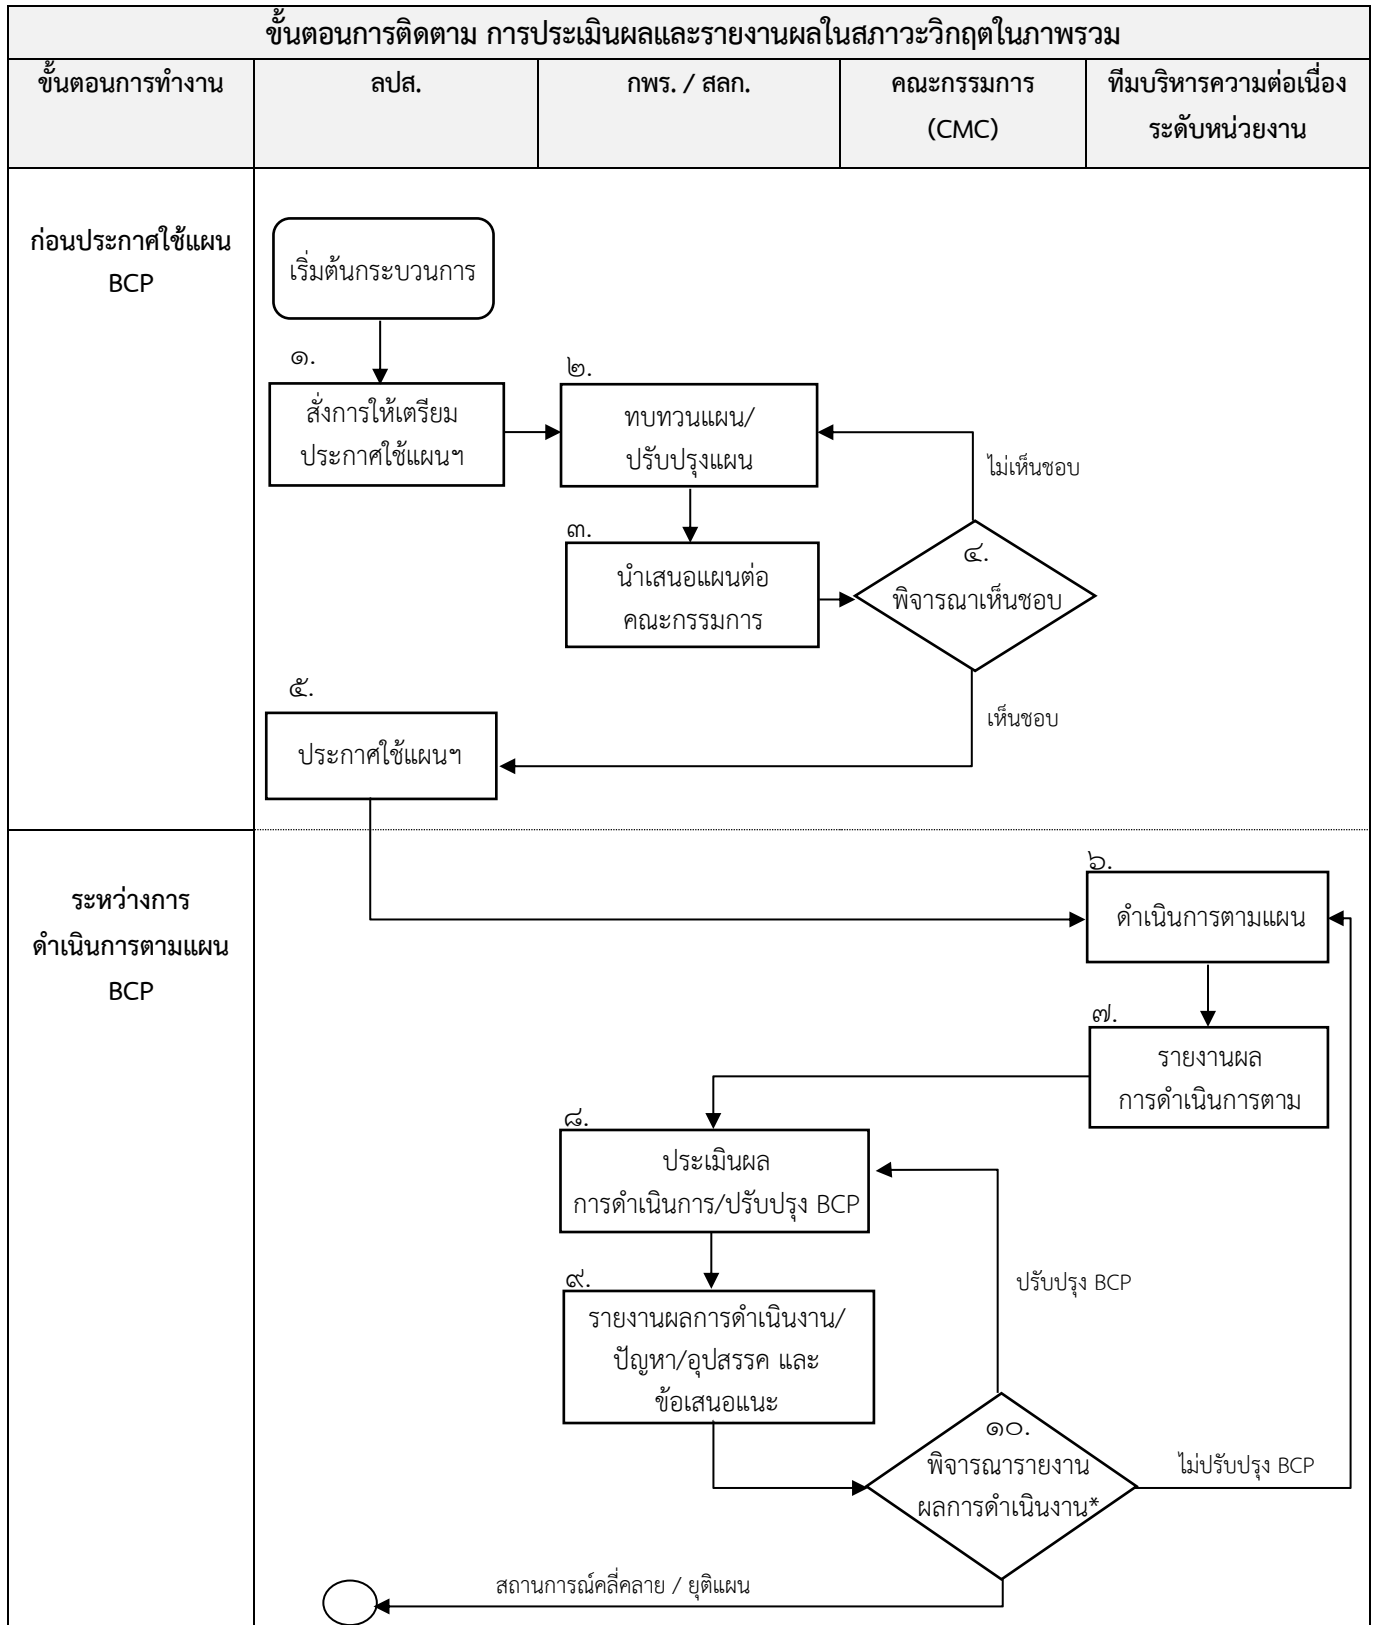 ขั้นตอนการติดตาม การประเมินผลและรายงานผลในสภาวะวิกฤตในภาพรวม
ขั้นตอนการทำงาน
ลปส.
กพร. / สลก.
คณะกรรมการ
(CMC)
ทีมบริหารความต่อเนื่อง
ระดับหน่วยงาน
ก่อนประกาศใช้แผน
BCP
เริ่มต้นกระบวนการ
๑.
สั่งการให้เตรียม
ประกาศใช้แผนฯ
๒.
ทบทวนแผน/
ปรับปรุงแผน
ไม่เห็นชอบ
๓.
นำเสนอแผนต่อ
คณะกรรมการ
๔.
พิจารณาเห็นชอบ
เห็นชอบ
๕.
ประกาศใช้แผนฯ
ระหว่างการ
ดำเนินการตามแผน
BCP
๖.
ดำเนินการตามแผน
๗.
รายงานผล
การดำเนินการตาม
๘.
ประเมินผล
การดำเนินการ/ปรับปรุง BCP
๙.
รายงานผลการดำเนินงาน/
ปัญหา/อุปสรรค และ
ข้อเสนอแนะ
ปรับปรุง BCP
๑๐.
พิจารณารายงาน
ผลการดำเนินงาน*
ไม่ปรับปรุง BCP
สถานการณ์คลี่คลาย / ยุติแผน